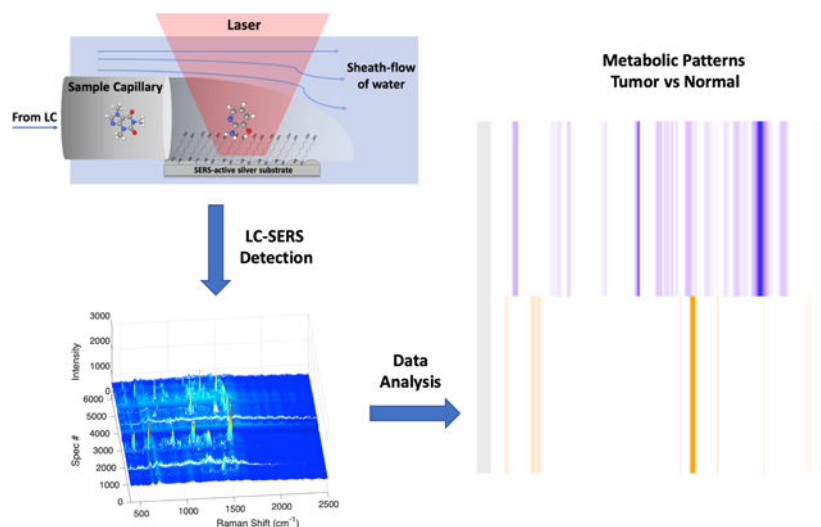 Laser
Sheath-flow
of water
Sample Capillary
From LC
SERS-active silver substrate
LC-SERS
Detection
Metabolic Patterns
Tumor vs Normal
Data
Analysis
3000
2000
1000
0
Intensity
6000
5000
4000
3000
2000
1000
0
Spec #
500
1000
1500
2000
2500
Raman Shift (cm⁻¹)